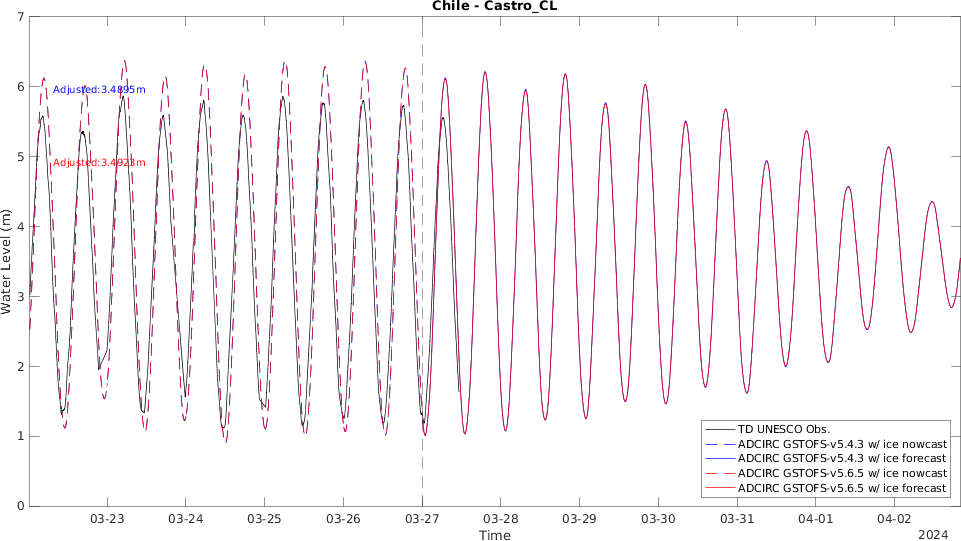 Chile - Castro_CL
7
6
5
4
3
2
1
0
Water Level (m)
Adjusted:3.4895m
Adjusted:3.4923m
TD UNESCO Obs.
ADCIRC GSTOFS-v5.4.3 w/ ice nowcast
ADCIRC GSTOFS-v5.4.3 w/ ice forecast
ADCIRC GSTOFS-v5.6.5 w/ ice nowcast
ADCIRC GSTOFS-v5.6.5 w/ ice forecast
03-23 03-24 03-25 03-26 03-27 03-28 03-29 03-30 03-31 04-01 04-02
Time
2024